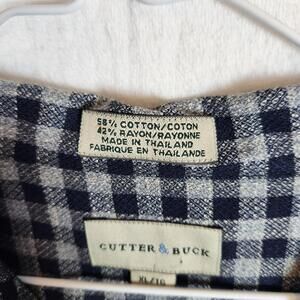 58% COTTON/COTON
42% RAYON/RAYONNE
MADE IN THAILAND
FABRIQUE EN THAILANDE
CUTTER & BUCK
XL/TG